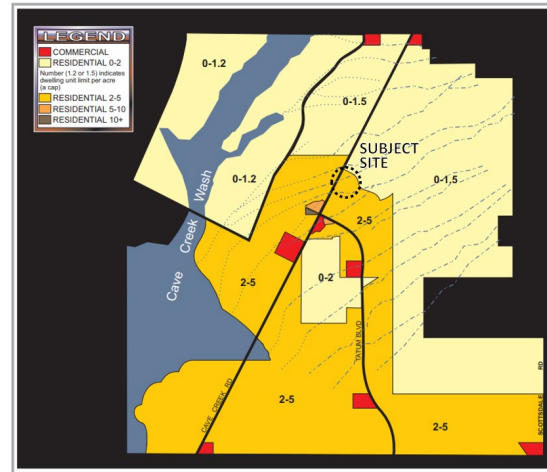 LEGEND
COMMERCIAL
RESIDENTIAL 0-2
Number (1.2 or 1.5) indicates
dwelling unit limit per acre
(a cap)
RESIDENTIAL 2-5
RESIDENTIAL 5-10
RESIDENTIAL 10+
0-1.2
0-1.5
SUBJECT
SITE
0-1.2
0-1.5
Cave Creek Wash
2-5
0-2
2-5
TATUM BLVD
CAVE CREEK RD
2-5
2-5
SCOTTSDALE RD